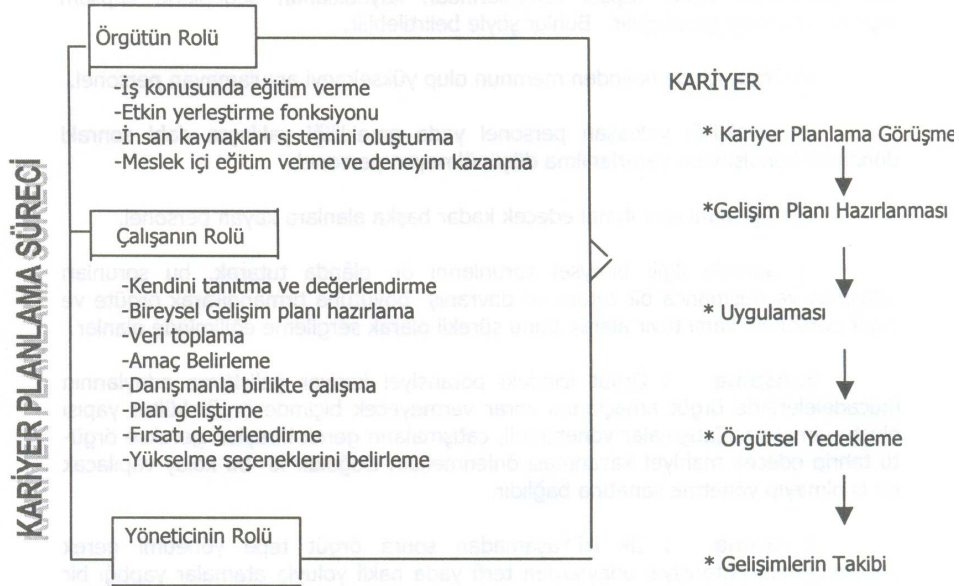 KARİYER PLANLAMA SÜRECİ
Örgütün Rolü
-İş konusunda eğitim verme
-Etkin yerleştirme fonksiyonu
-İnsan kaynakları sistemini oluşturma
-Meslek içi eğitim verme ve deneyim kazanma
Çalışanın Rolü
-Kendini tanıtma ve değerlendirme
-Bireysel Gelişim planı hazırlama
-Veri toplama
-Amaç Belirleme
-Danışmanla birlikte çalışma
-Plan geliştirme
-Fırsatı değerlendirme
-Yükselme seçeneklerini belirleme
Yöneticinin Rolü
KARİYER
* Kariyer Planlama Görüşme
*Gelişim Planı Hazırlanması
* Uygulaması
* Örgütsel Yedekleme
* Gelişimlerin Takibi